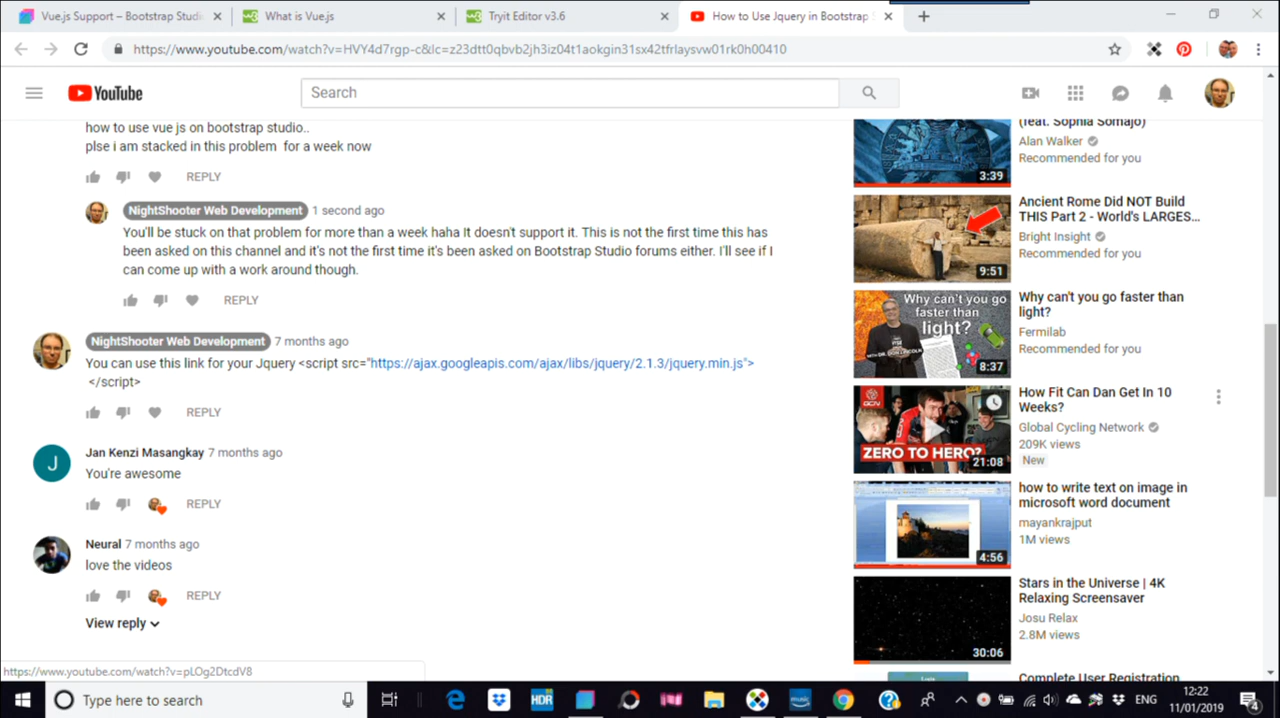 Vue.js Support – Bootstrap Studi
What is Vue.js
Tryit Editor v3.6
How to Use Jquery in Bootstrap S
https://www.youtube.com/watch?v=HVY4d7rgp-c&lc=z23dtt0qbvb2jh3iz04t1aokgin31sx42tfrlaysvw01rk0h00410
YouTube
Search
how to use vue js on bootstrap studio..
plse i am stacked in this problem for a week now
REPLY
NightShooter Web Development 1 second ago
You'll be stuck on that problem for more than a week haha It doesn't support it. This is not the first time this has
been asked on this channel and it's not the first time it's been asked on Bootstrap Studio forums either. I'll see if I
can come up with a work around though.
REPLY
NightShooter Web Development 7 months ago
You can use this link for your Jquery <script src="https://ajax.googleapis.com/ajax/libs/jquery/2.1.3/jquery.min.js">
</script>
REPLY
Jan Kenzi Masangkay 7 months ago
J
You're awesome
REPLY
Neural 7 months ago
love the videos
REPLY
View reply
(feat. Sophia Somajo)
Alan Walker
Recommended for you
3:39
Ancient Rome Did NOT Build
THIS Part 2 - World's LARGES...
Bright Insight
Recommended for you
9:51
Why can't you go
faster than
light?
WITH DR. DON LINCOLN
8:37
Why can't you go faster than
light?
Fermilab
Recommended for you
GCN
ZERO TO HERO?
21:08
How Fit Can Dan Get In 10
Weeks?
Global Cycling Network
209K views
New
4:56
how to write text on image in
microsoft word document
mayankrajput
1M views
30:06
Stars in the Universe | 4K
Relaxing Screensaver
Josu Relax
2.8M views
Complete User Registration
https://www.youtube.com/watch?v=pLOg2DtcdV8
Type here to search
HDR
music
ENG
12:22
11/01/2019
4